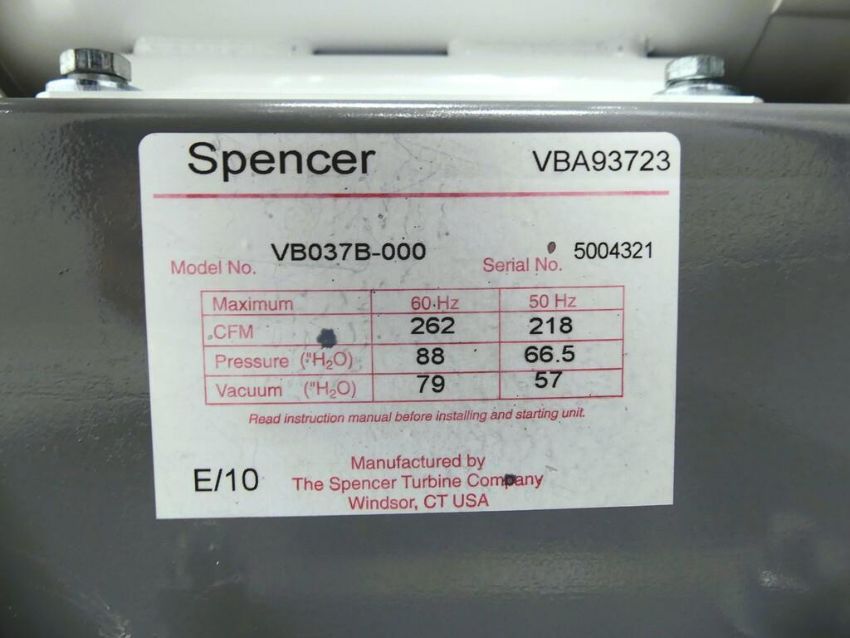 Spencer VBA93723
Model No. VB037B-000 Serial No. 5004321
Maximum 60 Hz 50 Hz
CFM 262 218
Pressure ("H₂O) 88 66.5
Vacuum ("H₂O) 79 57
Read instruction manual before installing and starting unit.
Manufactured by
E/10 The Spencer Turbine Company
Windsor, CT USA